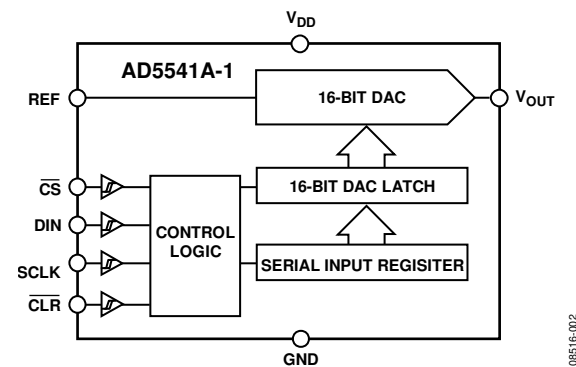 VDD
AD5541A-1
REF
16-BIT DAC
VOUT
CS
16-BIT DAC LATCH
DIN
CONTROL
LOGIC
SCLK
SERIAL INPUT REGISITER
CLR
GND
08516-002